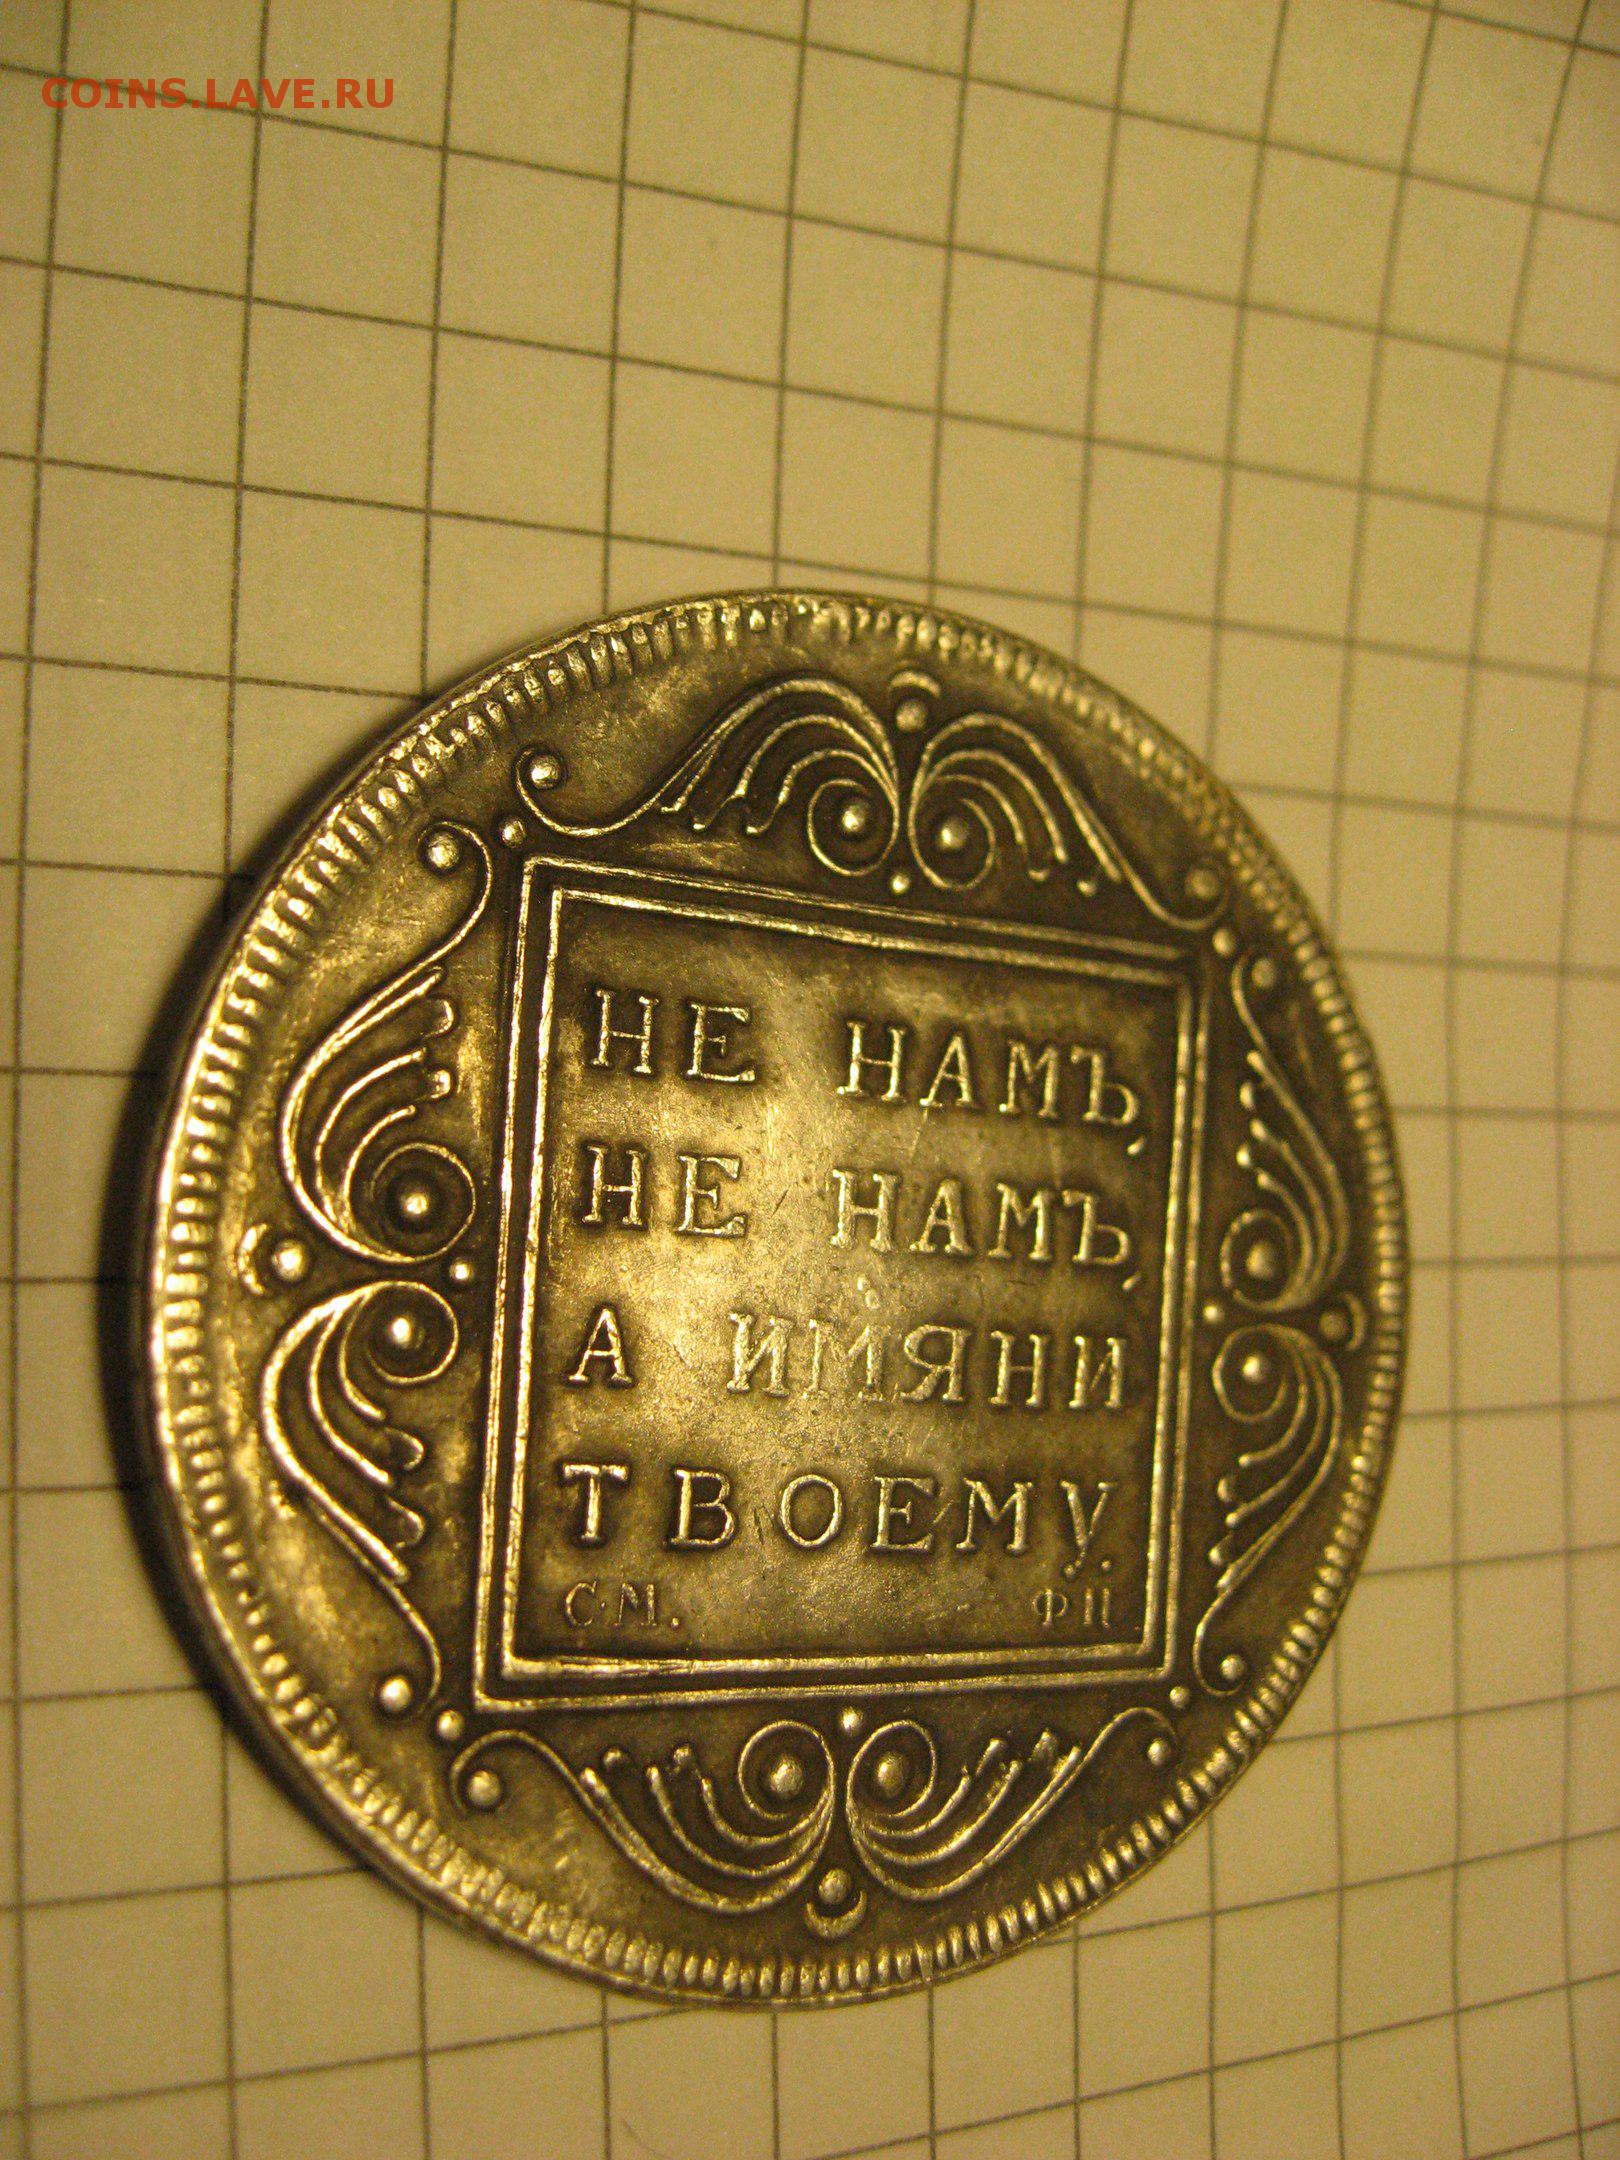 COINS.LAVE.RU
НЕ НАМЪ,
НЕ НАМЪ,
А ИМЯНИ
ТВОЕМУ.
С·М. ФЦ